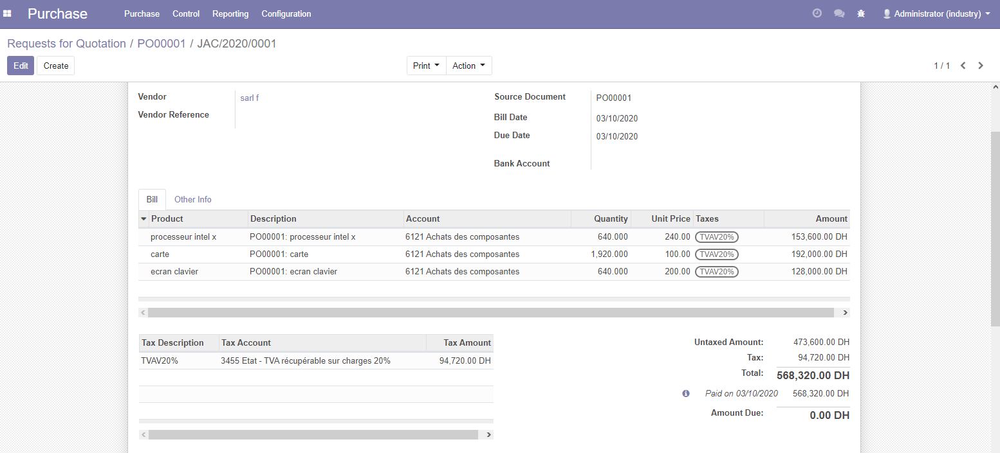 Purchase Purchase Control Reporting Configuration Administrator (industry)
Requests for Quotation / PO00001 / JAC/2020/0001
Edit Create Print Action 1 / 1
Vendor sarl f Source Document PO00001
Vendor Reference
Bill Date 03/10/2020
Due Date 03/10/2020
Bank Account
Bill Other Info
Product Description Account Quantity Unit Price Taxes Amount
processeur intel x PO00001: processeur intel x 6121 Achats des composantes 640.000 240.00 TVAV20% 153,600.00 DH
carte PO00001: carte 6121 Achats des composantes 1,920.000 100.00 TVAV20% 192,000.00 DH
ecran clavier PO00001: ecran clavier 6121 Achats des composantes 640.000 200.00 TVAV20% 128,000.00 DH
Tax Description Tax Account Tax Amount
TVAV20% 3455 Etat - TVA récupérable sur charges 20% 94,720.00 DH
Untaxed Amount: 473,600.00 DH
Tax: 94,720.00 DH
Total: 568,320.00 DH
Paid on 03/10/2020 568,320.00 DH
Amount Due: 0.00 DH